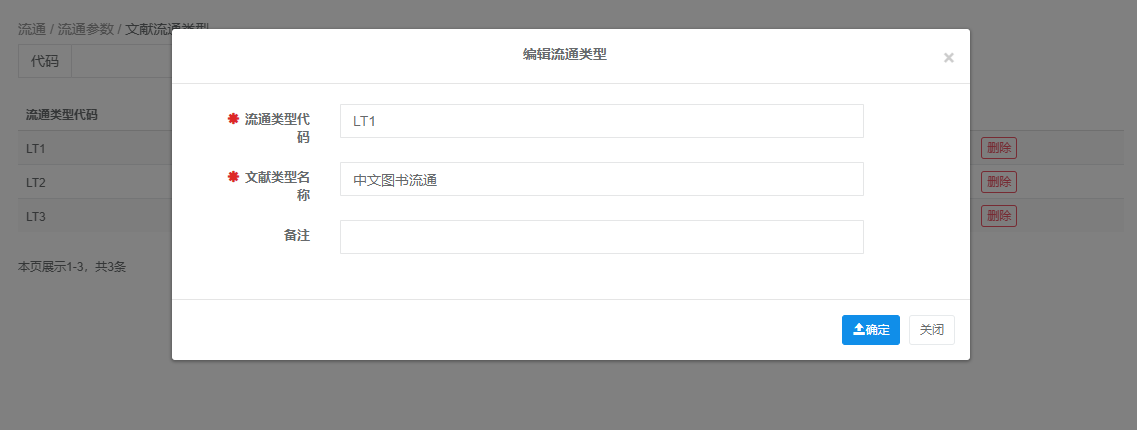 流通 / 流通参数 / 文献流通类型
代码
编辑流通类型
×
流通类型代码
* 流通类型代
码
LT1
* 文献类型名
称
中文图书流通
备注
LT1
删除
LT2
删除
LT3
删除
本页展示1-3，共3条
确定
关闭